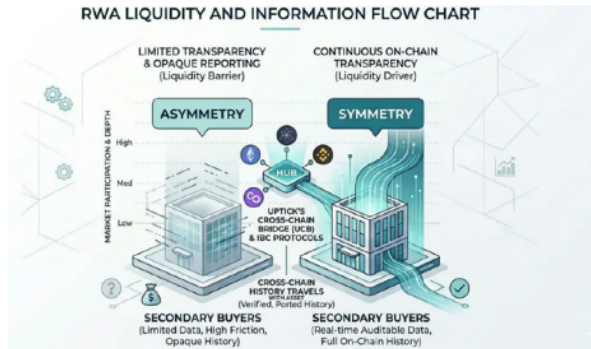 RWA LIQUIDITY AND INFORMATION FLOW CHART
LIMITED TRANSPARENCY
& OPAQUE REPORTING
(Liquidity Barrier)
CONTINUOUS ON-CHAIN
TRANSPARENCY
(Liquidity Driver)
ASYMMETRY
SYMMETRY
MARKET PARTICIPATION & DEPTH
High
Med
Low
HUB
UPTICK'S
CROSS-CHAIN
BRIDGE (UCB)
& IBC PROTOCOLS
CROSS-CHAIN
HISTORY TRAVELS
WITH ASSET
(Verified, Ported History)
?
$
SECONDARY BUYERS
(Limited Data, High Friction,
Opaque History)
SECONDARY BUYERS
(Real-time Auditable Data,
Full On-Chain History)